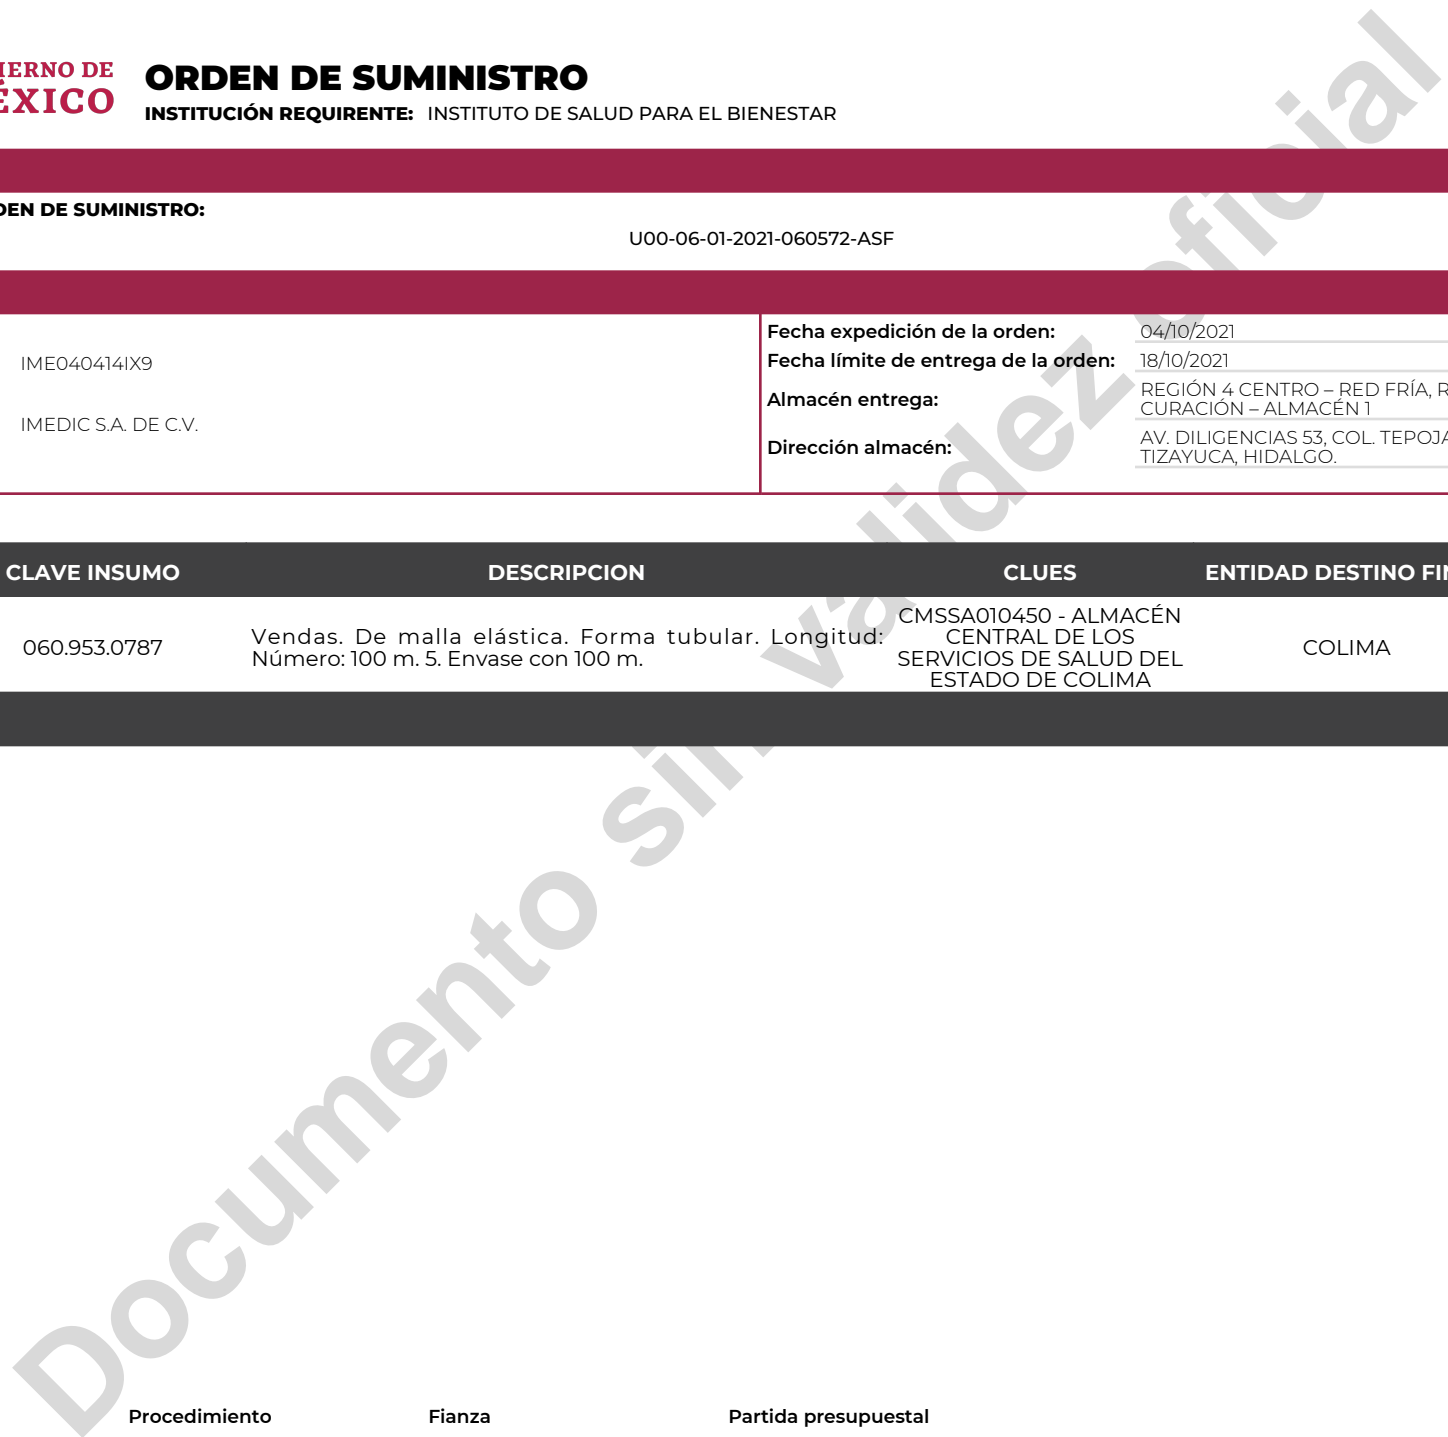 ORDEN DE SUMINISTRO
INSTITUCIÓN REQUIRENTE: INSTITUTO DE SALUD PARA EL BIENESTAR
DE
DE SUMINISTRO:
U00-06-01-2021-060572-ASF
IME040414IX9
IMEDIC S.A. DE C.V.
Fecha expedición de la orden: 04/10/2021
Fecha límite de entrega de la orden: 18/10/2021
Almacén entrega: REGIÓN 4 CENTRO – RED FRÍA,
CURACIÓN – ALMACÉN 1
Dirección almacén: AV. DILIGENCIAS 53, COL.
TIZAYUCA, HIDALGO.
CLAVE INSUMO DESCRIPCION CLUES ENTIDAD DESTINO
060.953.0787
Vendas. De malla elástica. Forma tubular. Longitud:
Número: 100 m. 5. Envase con 100 m.
CMSSA010450 - ALMACÉN
CENTRAL DE LOS
SERVICIOS DE SALUD DEL
ESTADO DE COLIMA
COLIMA
Documento sin validez oficial
Procedimiento Fianza Partida presupuestal